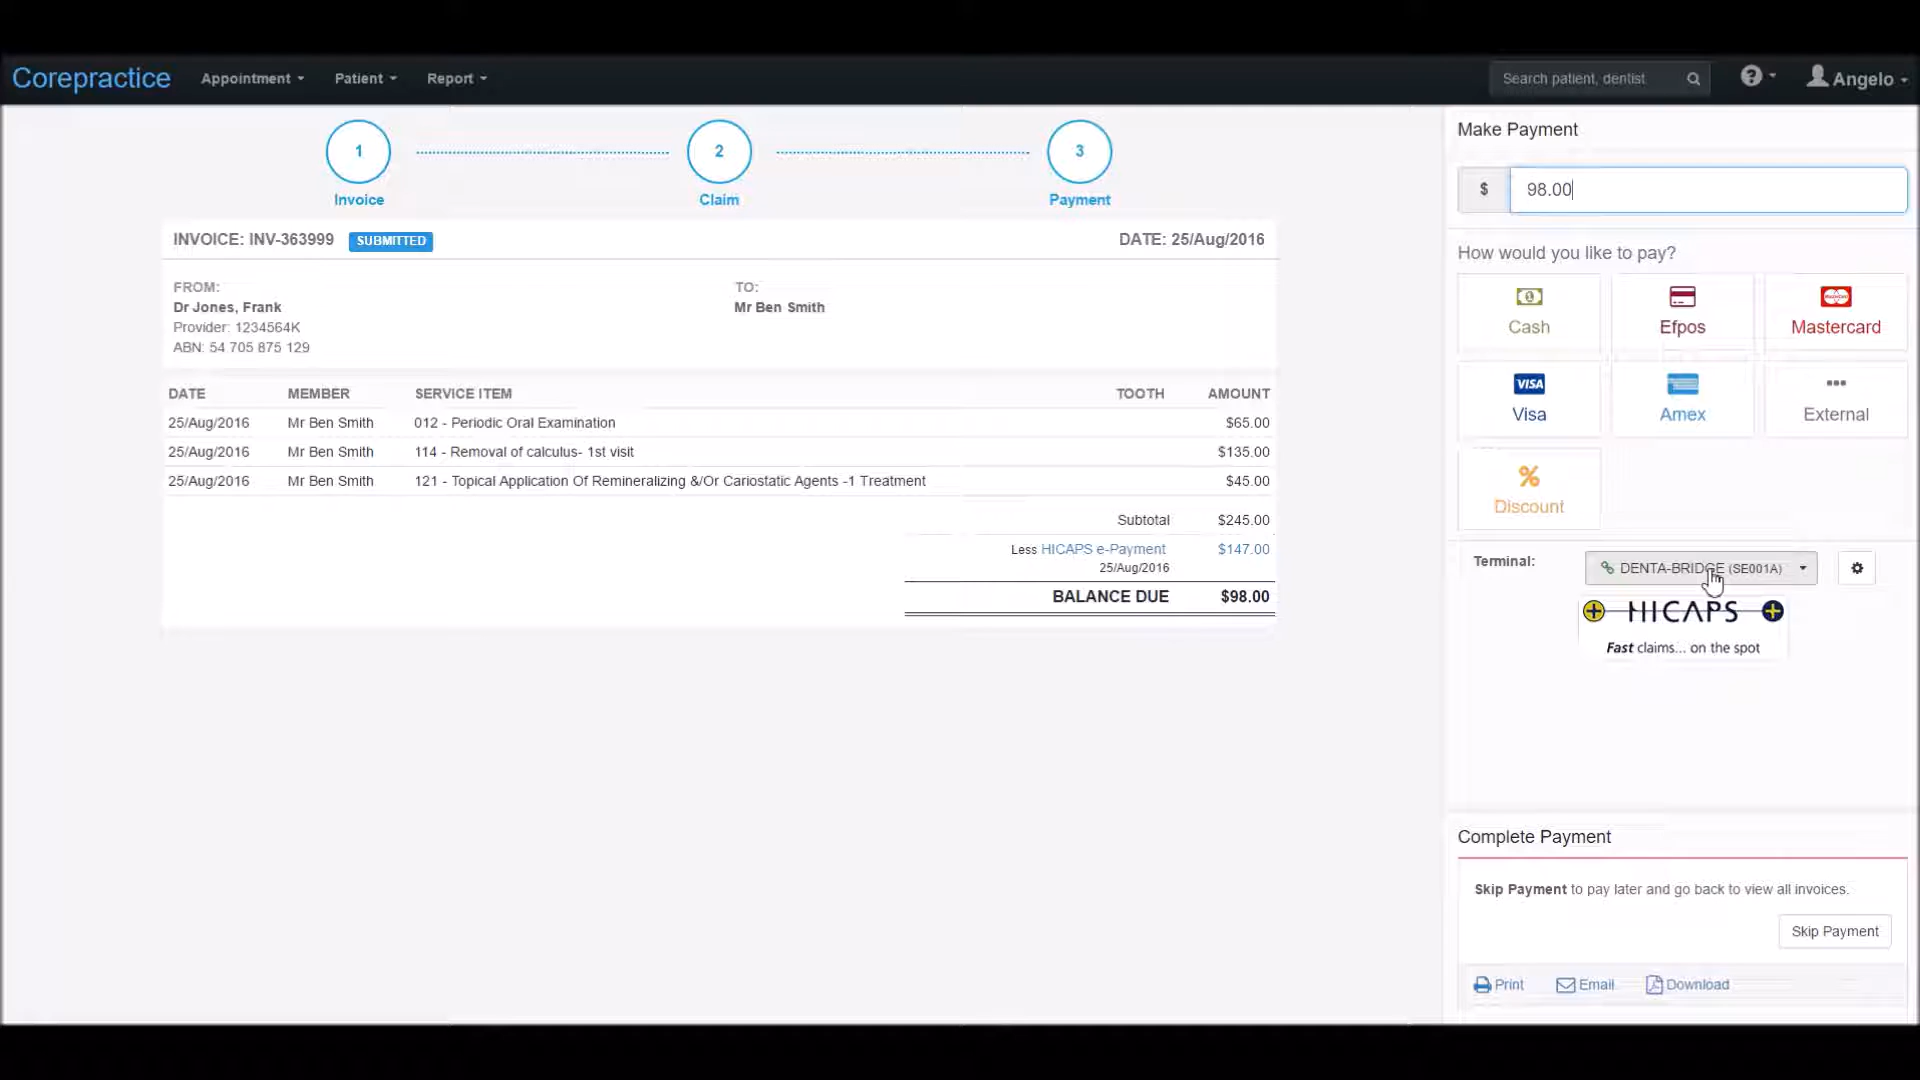 Corepractice Appointment Patient Report Search patient, dentist Angelo
1 2 3
Invoice Claim Payment
INVOICE: INV-363999 SUBMITTED DATE: 25/Aug/2016
FROM: TO:
Dr Jones, Frank Mr Ben Smith
Provider: 1234564K
ABN: 54 705 875 129
DATE MEMBER SERVICE ITEM TOOTH AMOUNT
25/Aug/2016 Mr Ben Smith 012 - Periodic Oral Examination $65.00
25/Aug/2016 Mr Ben Smith 114 - Removal of calculus- 1st visit $135.00
25/Aug/2016 Mr Ben Smith 121 - Topical Application Of Remineralizing &/Or Cariostatic Agents -1 Treatment $45.00
Subtotal $245.00
Less HICAPS e-Payment $147.00
25/Aug/2016
BALANCE DUE $98.00
Make Payment
$ 98.00
How would you like to pay?
Cash Efpos Mastercard
VISA
Visa Amex External
%
Discount
Terminal: DENTA-BRIDGE (SE001A)
HICAPS
Fast claims... on the spot
Complete Payment
Skip Payment to pay later and go back to view all invoices.
Skip Payment
Print Email Download